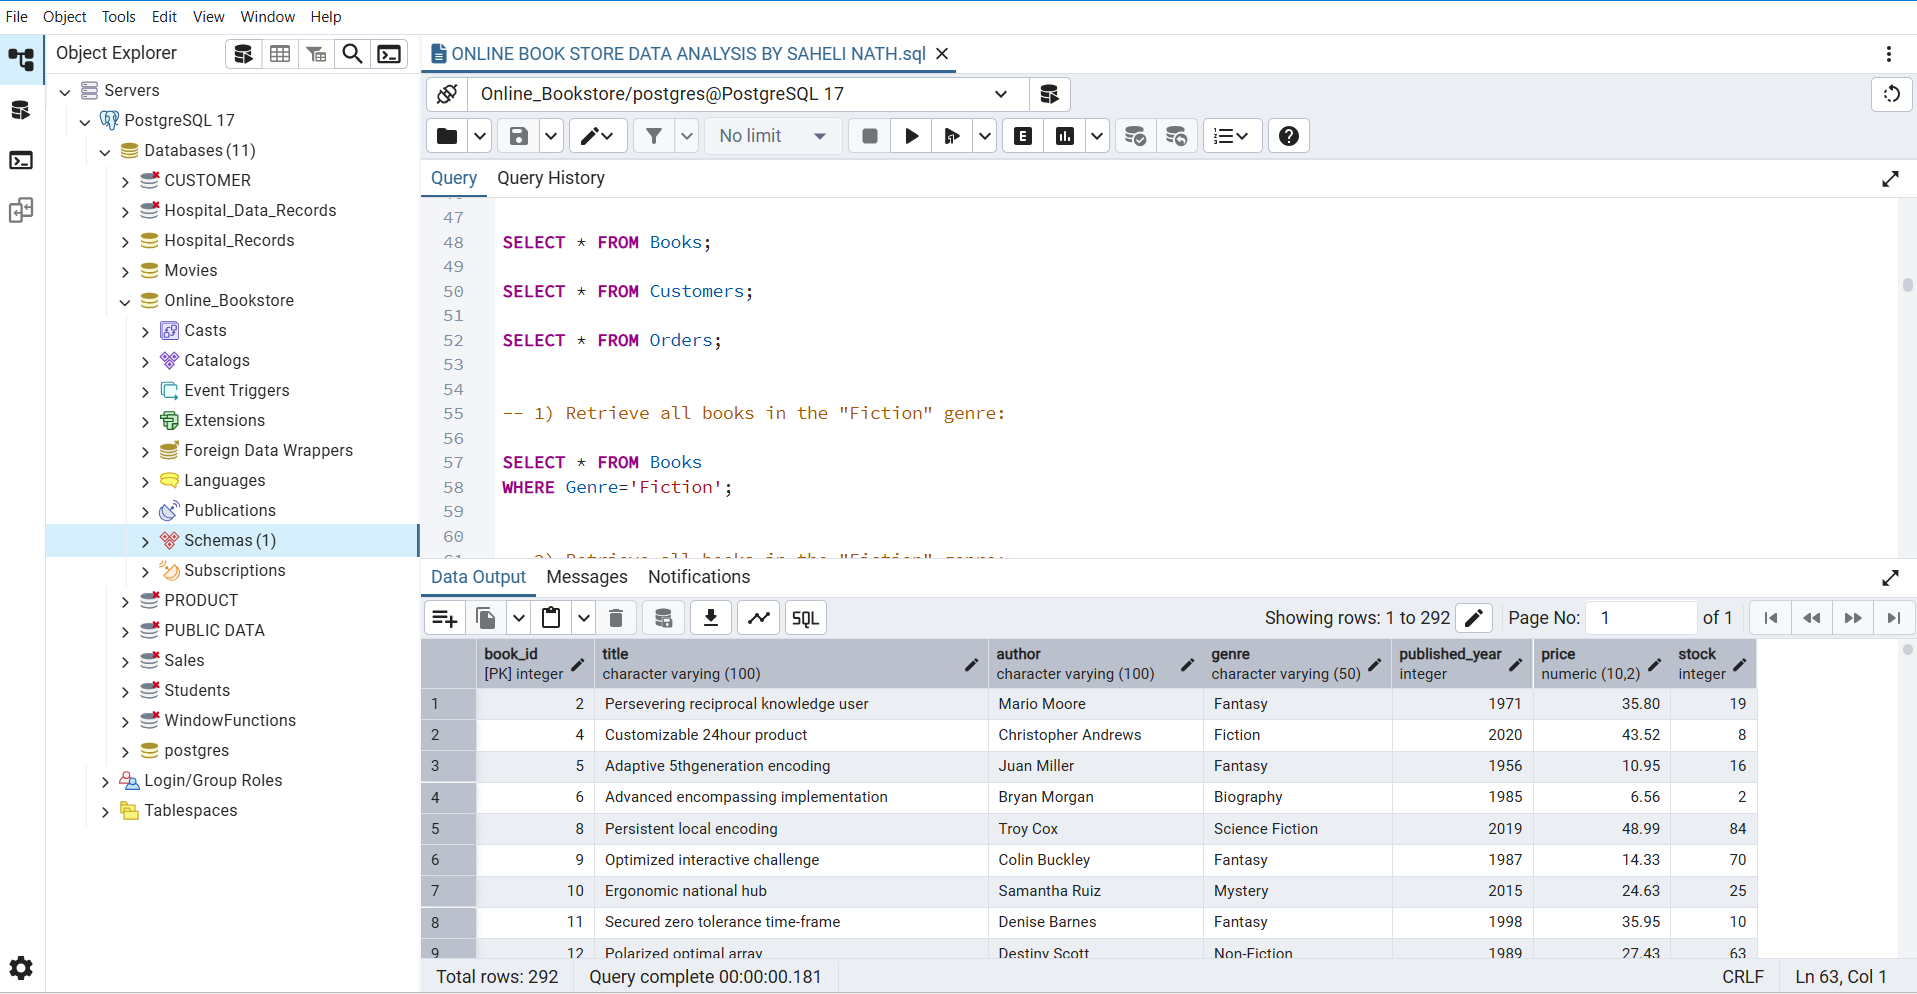 File Object Tools Edit View Window Help
Object Explorer
Servers
PostgreSQL 17
Databases (11)
CUSTOMER
Hospital_Data_Records
Hospital_Records
Movies
Online_Bookstore
Casts
Catalogs
Event Triggers
Extensions
Foreign Data Wrappers
Languages
Publications
Schemas (1)
Subscriptions
PRODUCT
PUBLIC DATA
Sales
Students
WindowFunctions
postgres
Login/Group Roles
Tablespaces
ONLINE BOOK STORE DATA ANALYSIS BY SAHELI NATH.sql
Online_Bookstore/postgres@PostgreSQL 17
No limit
E
Query Query History
47
48 SELECT * FROM Books;
49
50 SELECT * FROM Customers;
51
52 SELECT * FROM Orders;
53
54
55 -- 1) Retrieve all books in the "Fiction" genre:
56
57 SELECT * FROM Books
58 WHERE Genre='Fiction';
59
60
61 -- 2) Retrieve all books in the "Fiction" genre:
Data Output Messages Notifications
SQL Showing rows: 1 to 292 Page No: 1 of 1
book_id title author genre published_year price stock
[PK] integer character varying (100) character varying (100) character varying (50) integer numeric (10,2) integer
1 2 Persevering reciprocal knowledge user Mario Moore Fantasy 1971 35.80 19
2 4 Customizable 24hour product Christopher Andrews Fiction 2020 43.52 8
3 5 Adaptive 5thgeneration encoding Juan Miller Fantasy 1956 10.95 16
4 6 Advanced encompassing implementation Bryan Morgan Biography 1985 6.56 2
5 8 Persistent local encoding Troy Cox Science Fiction 2019 48.99 84
6 9 Optimized interactive challenge Colin Buckley Fantasy 1987 14.33 70
7 10 Ergonomic national hub Samantha Ruiz Mystery 2015 24.63 25
8 11 Secured zero tolerance time-frame Denise Barnes Fantasy 1998 35.95 10
9 12 Polarized optimal array Destiny Scott Non-Fiction 1989 27.43 63
Total rows: 292 Query complete 00:00:00.181 CRLF Ln 63, Col 1